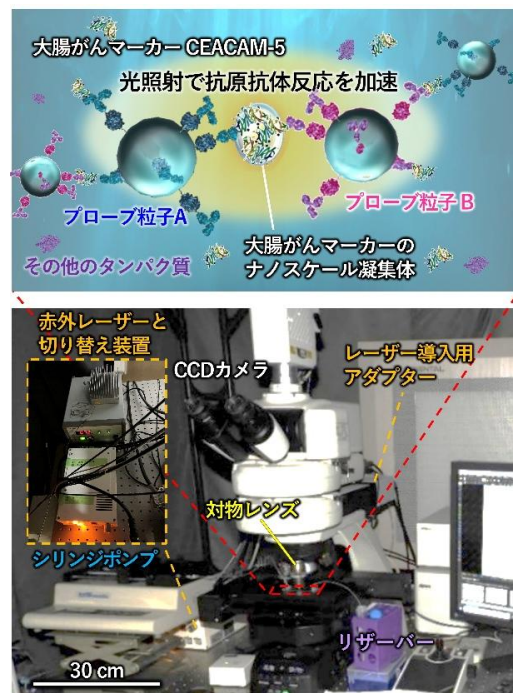 大腸がんマーカー CEACAM-5
光照射で抗原抗体反応を加速
プローブ粒子A
プローブ粒子B
大腸がんマーカーの
ナノスケール凝集体
その他のタンパク質
赤外レーザーと
切り替え装置
CCDカメラ
レーザー導入用
アダプター
対物レンズ
シリンジポンプ
リザーバー
30 cm